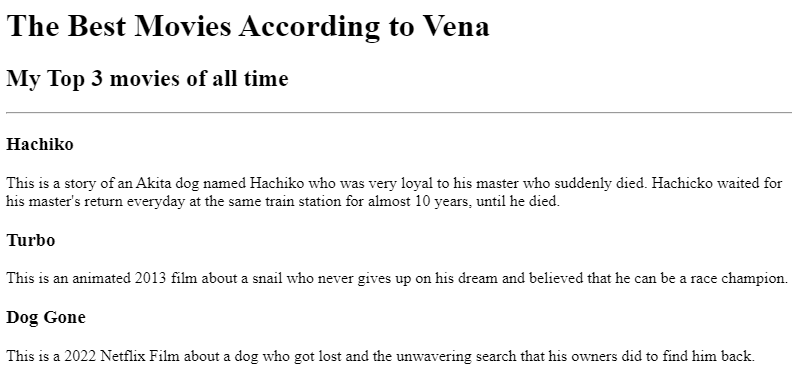 The Best Movies According to Vena
My Top 3 movies of all time
Hachiko
This is a story of an Akita dog named Hachiko who was very loyal to his master who suddenly died. Hachicko waited for
his master's return everyday at the same train station for almost 10 years, until he died.
Turbo
This is an animated 2013 film about a snail who never gives up on his dream and believed that he can be a race champion.
Dog Gone
This is a 2022 Netflix Film about a dog who got lost and the unwavering search that his owners did to find him back.